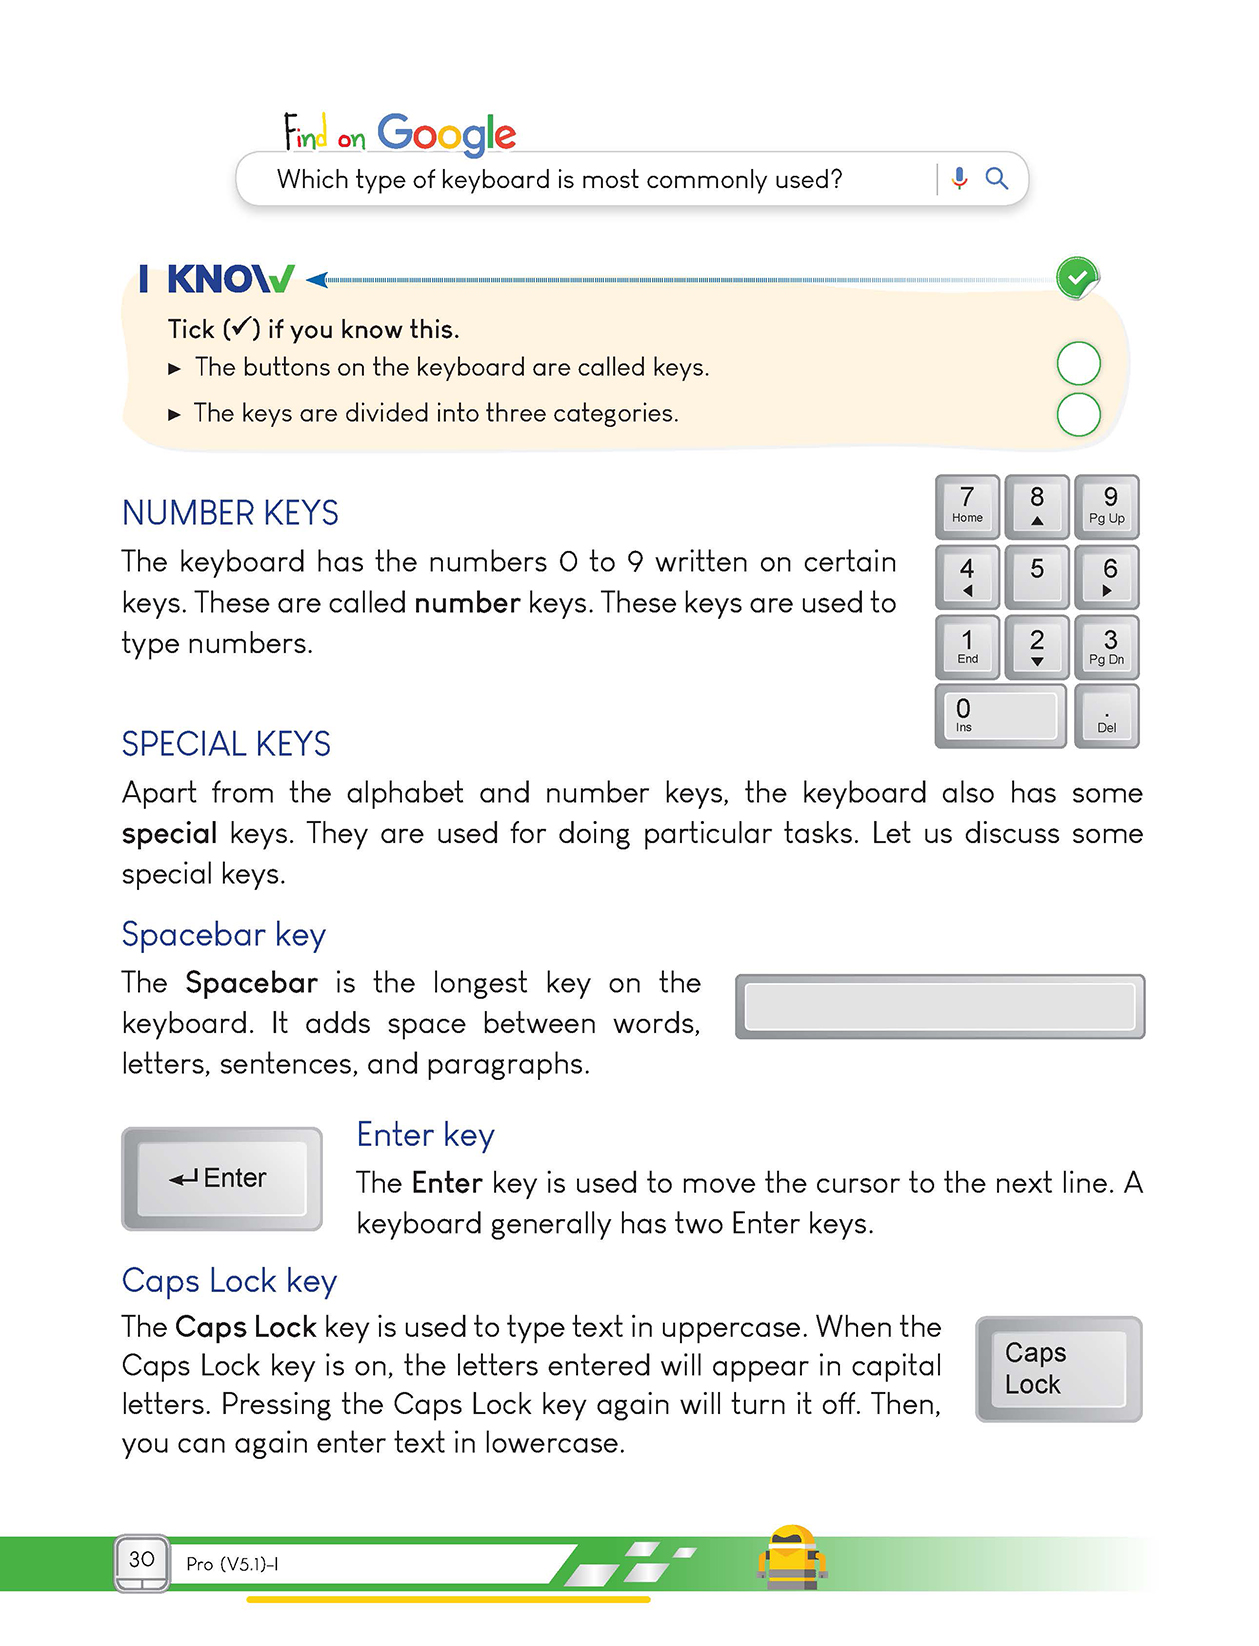 Find on Google
Which type of keyboard is most commonly used?
I KNOW
Tick (✓) if you know this.
► The buttons on the keyboard are called keys.
► The keys are divided into three categories.
NUMBER KEYS
The keyboard has the numbers 0 to 9 written on certain
keys. These are called number keys. These keys are used to
type numbers.
7 8 9
Home ▲ Pg Up
4 5 6
◄ ►
1 2 3
End ▼ Pg Dn
0 .
Ins Del
SPECIAL KEYS
Apart from the alphabet and number keys, the keyboard also has some
special keys. They are used for doing particular tasks. Let us discuss some
special keys.
Spacebar key
The Spacebar is the longest key on the
keyboard. It adds space between words,
letters, sentences, and paragraphs.
↵ Enter
Enter key
The Enter key is used to move the cursor to the next line. A
keyboard generally has two Enter keys.
Caps Lock key
The Caps Lock key is used to type text in uppercase. When the
Caps Lock key is on, the letters entered will appear in capital
letters. Pressing the Caps Lock key again will turn it off. Then,
you can again enter text in lowercase.
Caps
Lock
30
Pro (V5.1)-I